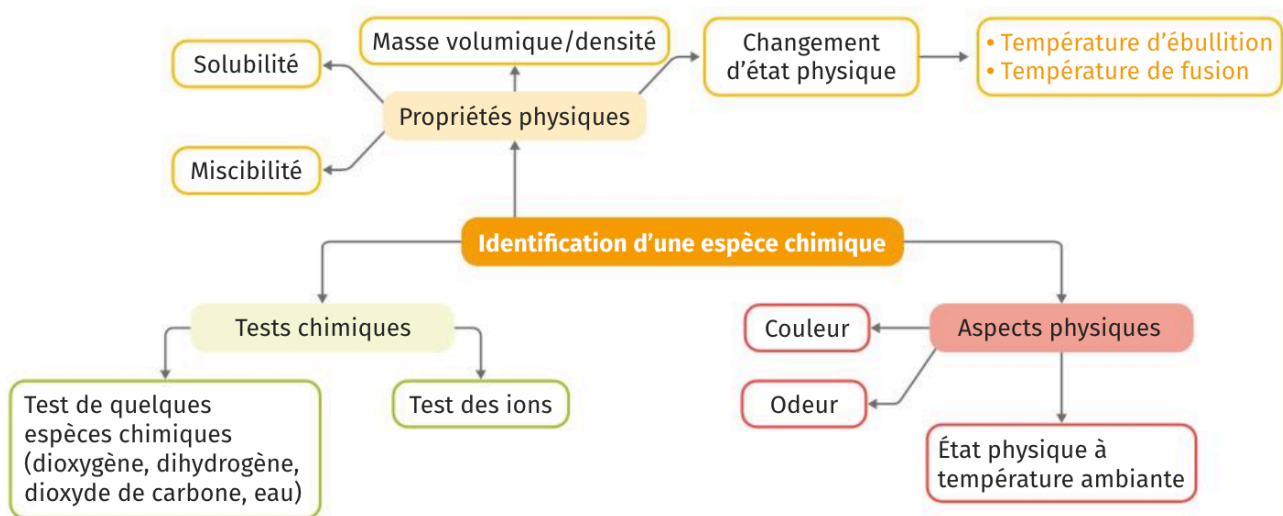 Masse volumique/densité
Solubilité
Changement
d'état physique
• Température d'ébullition
• Température de fusion
Propriétés physiques
Miscibilité
Identification d'une espèce chimique
Tests chimiques
Couleur
Aspects physiques
Test de quelques
espèces chimiques
(dioxygène, dihydrogène,
dioxyde de carbone, eau)
Test des ions
Odeur
État physique à
température ambiante